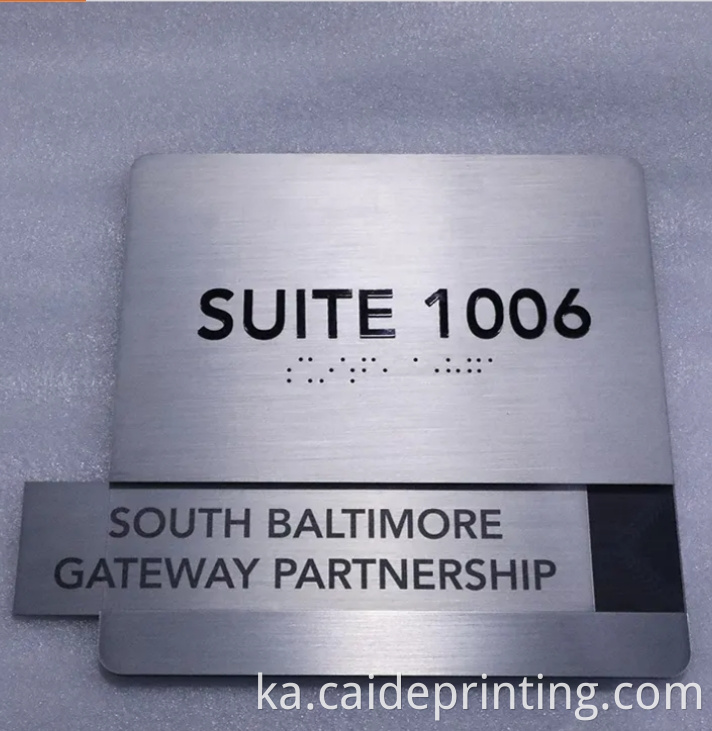 SUITE 1006
SOUTH BALTIMORE
GATEWAY PARTNERSHIP
ka.caideprinting.com